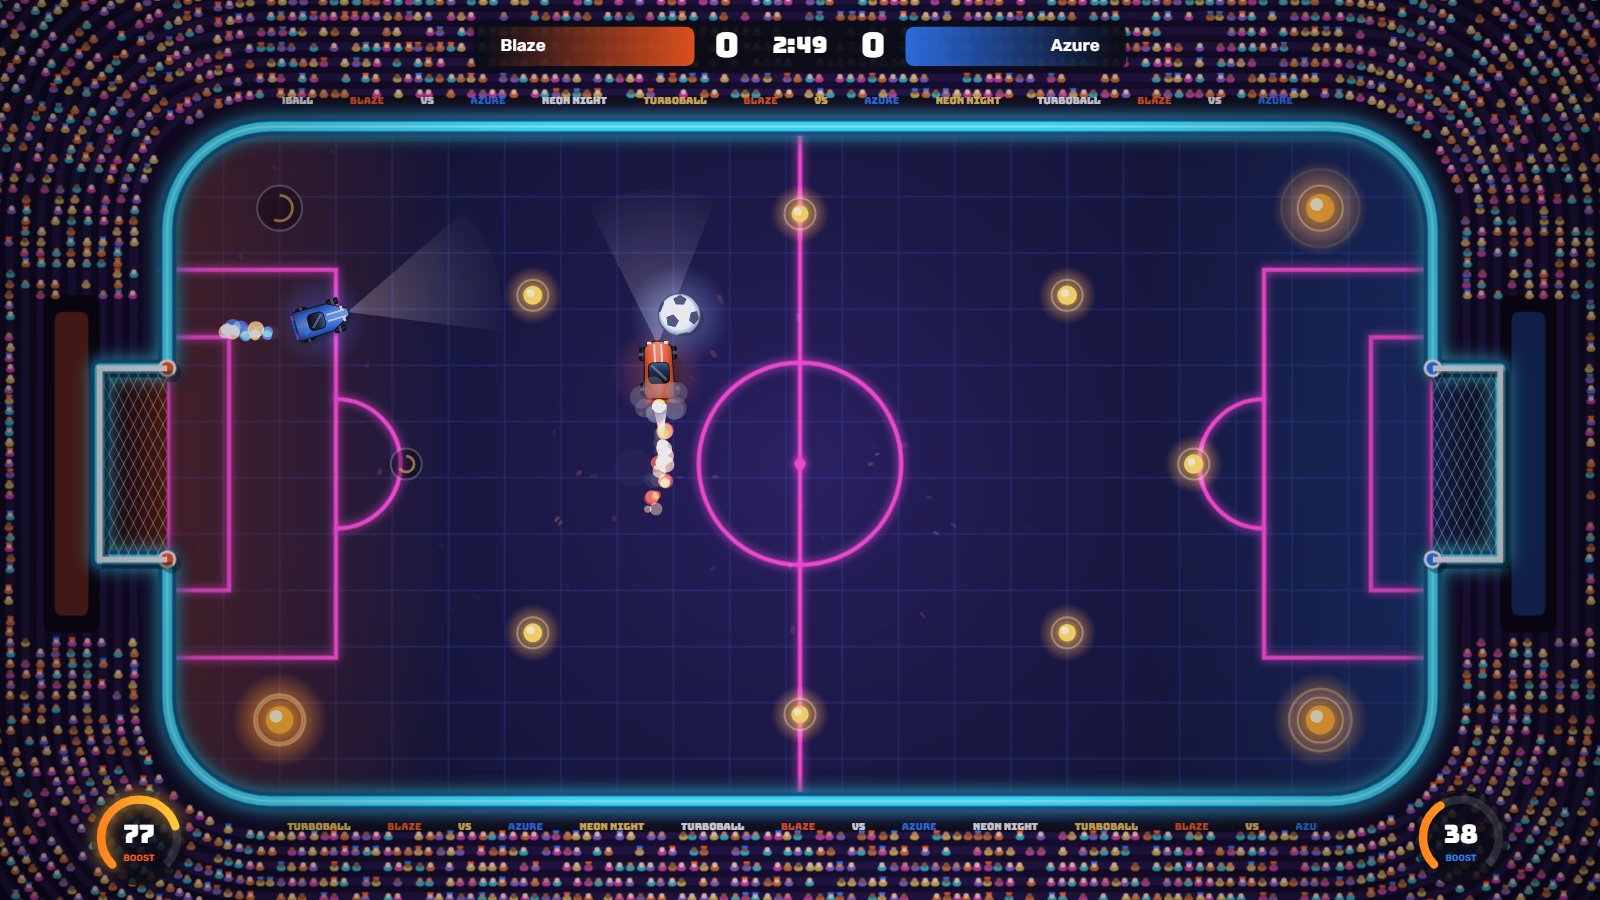 Blaze 0 2:49 0 Azure
BALL BLAZE VS AZURE NEON NIGHT TURBOBALL BLAZE VS AZURE NEON NIGHT TURBOBALL BLAZE VS AZURE
77
BOOST
38
BOOST
TURBOBALL BLAZE VS AZURE NEON NIGHT TURBOBALL BLAZE VS AZURE NEON NIGHT TURBOBALL BLAZE VS AZU